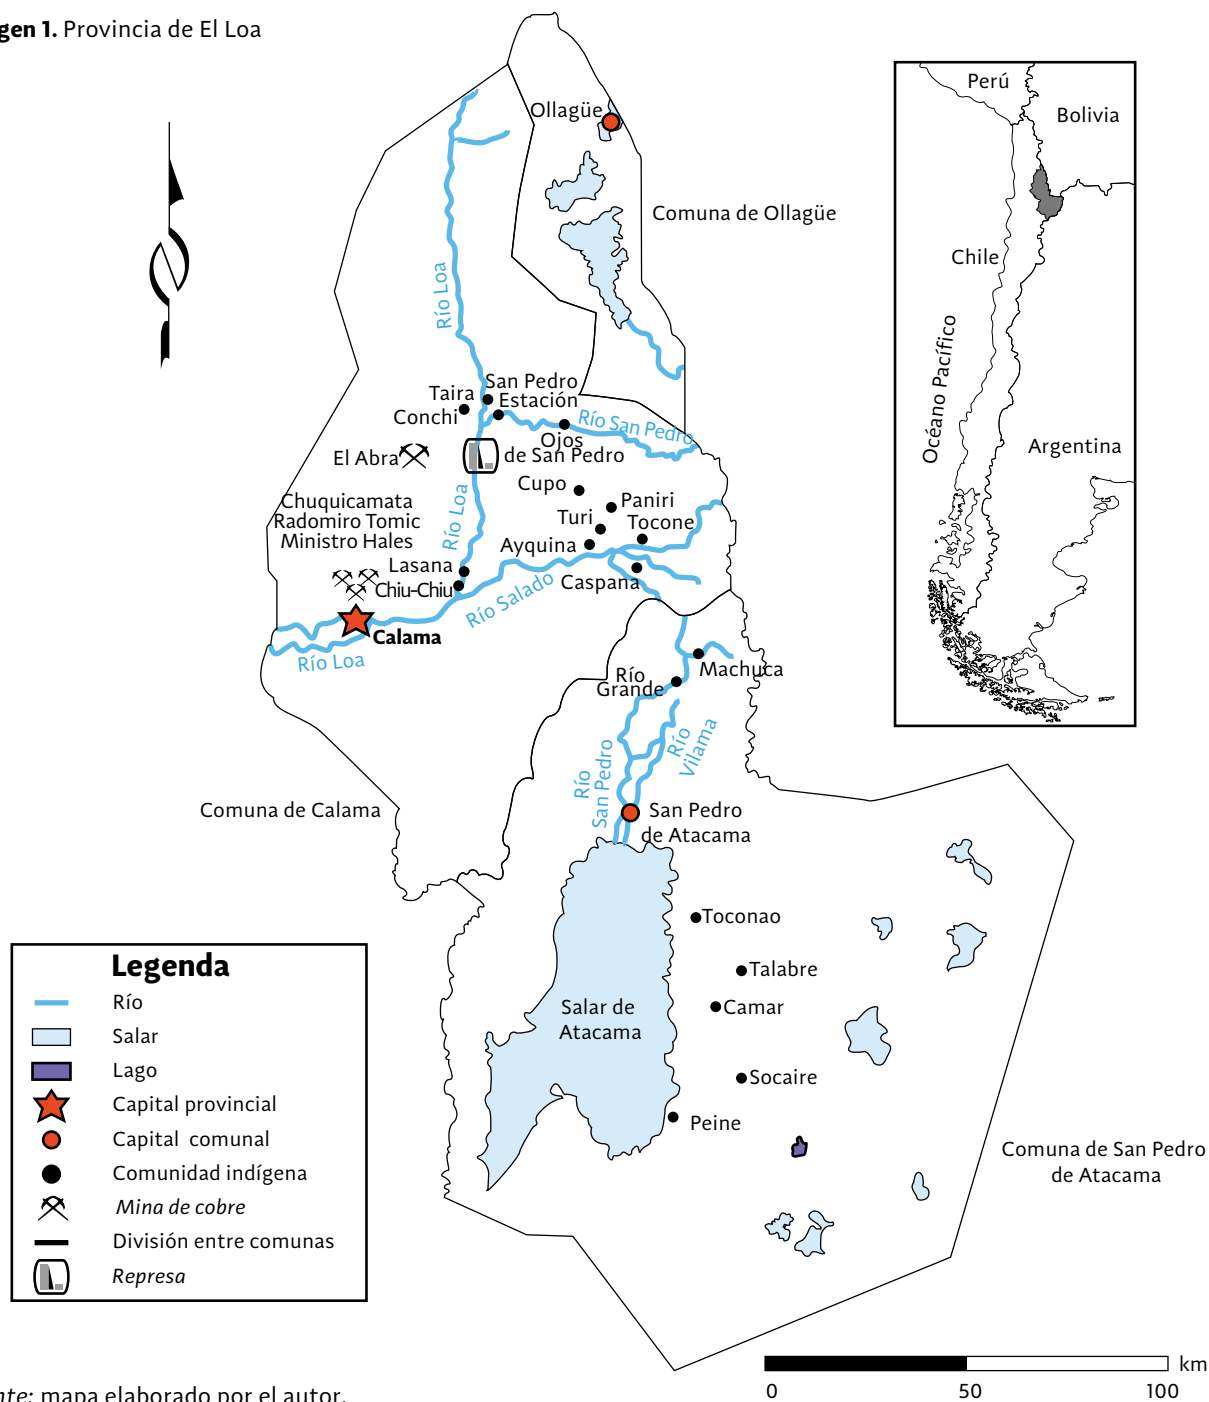 gen 1. Provincia de El Loa
Perú
Bolivia
Chile
Océano Pacífico
Argentina
Ollagüe
Comuna de Ollagüe
Río Loa
San Pedro
Estación
Taira
Conchi
Río San Pedro
Ojos
de San Pedro
El Abra
Cupo
Paniri
Turi
Tocone
Ayquina
Caspana
Chuquicamata
Radomiro Tomic
Ministro Hales
Río Loa
Lasana
Chiu-Chiu
Río Salado
Calama
Río Loa
Machuca
Río
Grande
Río
Vilama
Río
San Pedro
Comuna de Calama
San Pedro
de Atacama
Toconao
Talabre
Camar
Salar de
Atacama
Socaire
Peine
Comuna de San Pedro
de Atacama
Legenda
Río
Salar
Lago
Capital provincial
Capital comunal
Comunidad indígena
Mina de cobre
División entre comunas
Represa
km
0 50 100
nte: mapa elaborado por el autor.